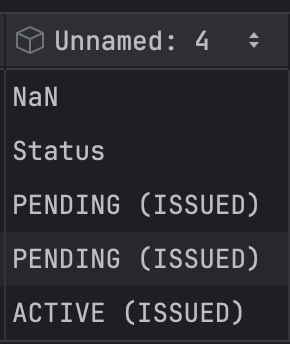 Unnamed: 4
NaN
Status
PENDING (ISSUED)
PENDING (ISSUED)
ACTIVE (ISSUED)